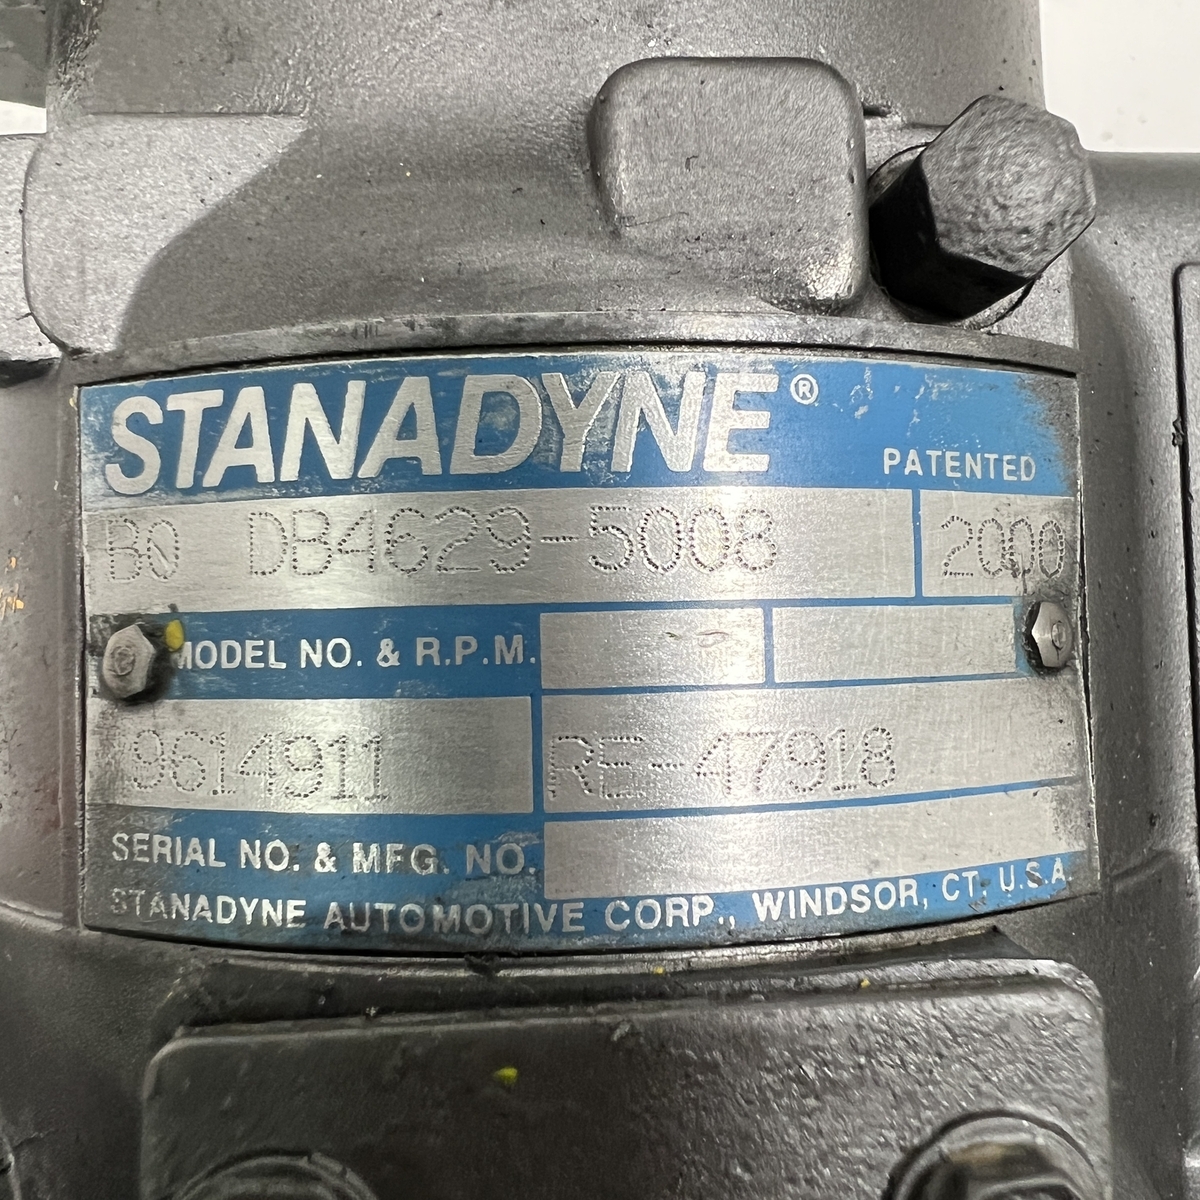 STANADYNE®
PATENTED
B0 DB4629-5008 2000
MODEL NO. & R.P.M.
9614911 RE-47918
SERIAL NO. & MFG. NO.
STANADYNE AUTOMOTIVE CORP., WINDSOR, CT. U.S.A.